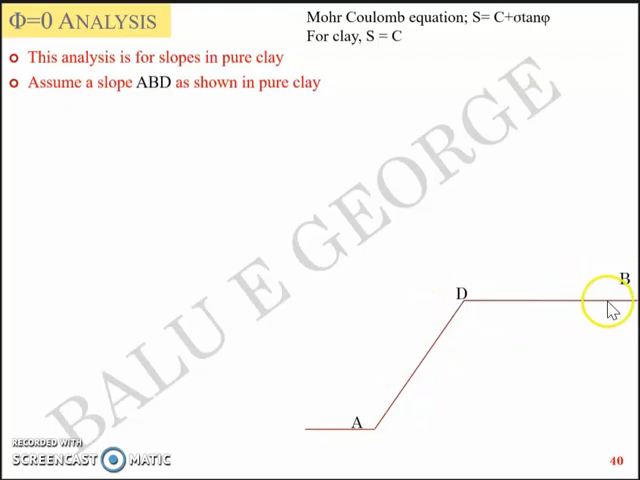 Φ=0 ANALYSIS
Mohr Coulomb equation; S= C+σtanφ
For clay, S = C
This analysis is for slopes in pure clay
Assume a slope ABD as shown in pure clay
BALU E GEORGE
B
D
A
RECORDED WITH
SCREENCAST MATIC
40